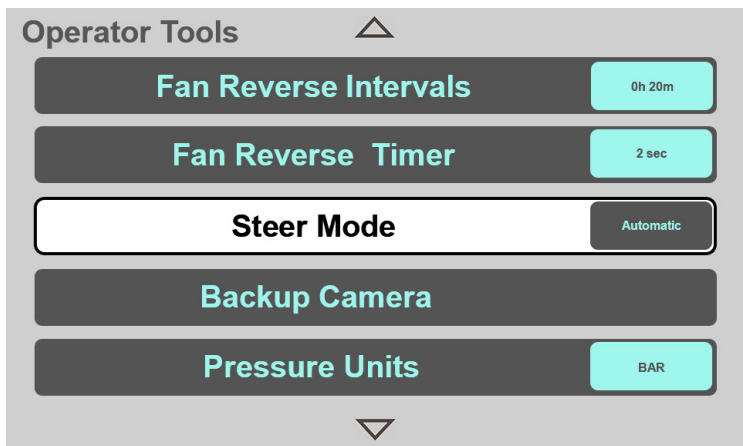 Operator Tools
Fan Reverse Intervals 0h 20m
Fan Reverse Timer 2 sec
Steer Mode Automatic
Backup Camera
Pressure Units BAR